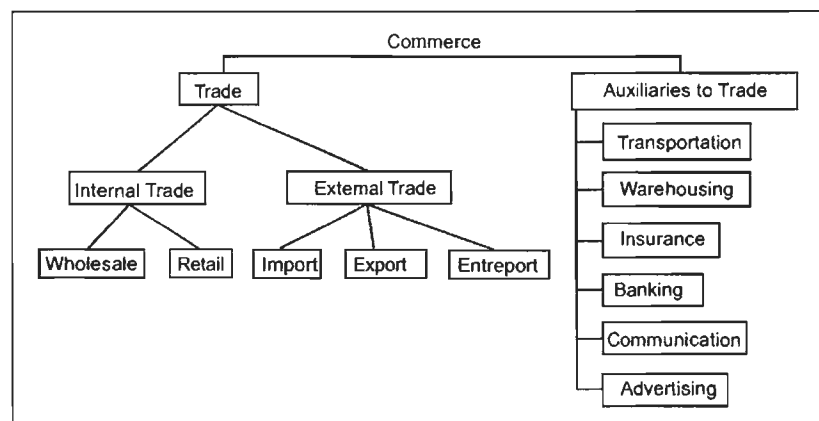 Commerce
Trade
Auxiliaries to Trade
Transportation
Internal Trade
External Trade
Warehousing
Wholesale
Retail
Import
Export
Entreport
Insurance
Banking
Communication
Advertising